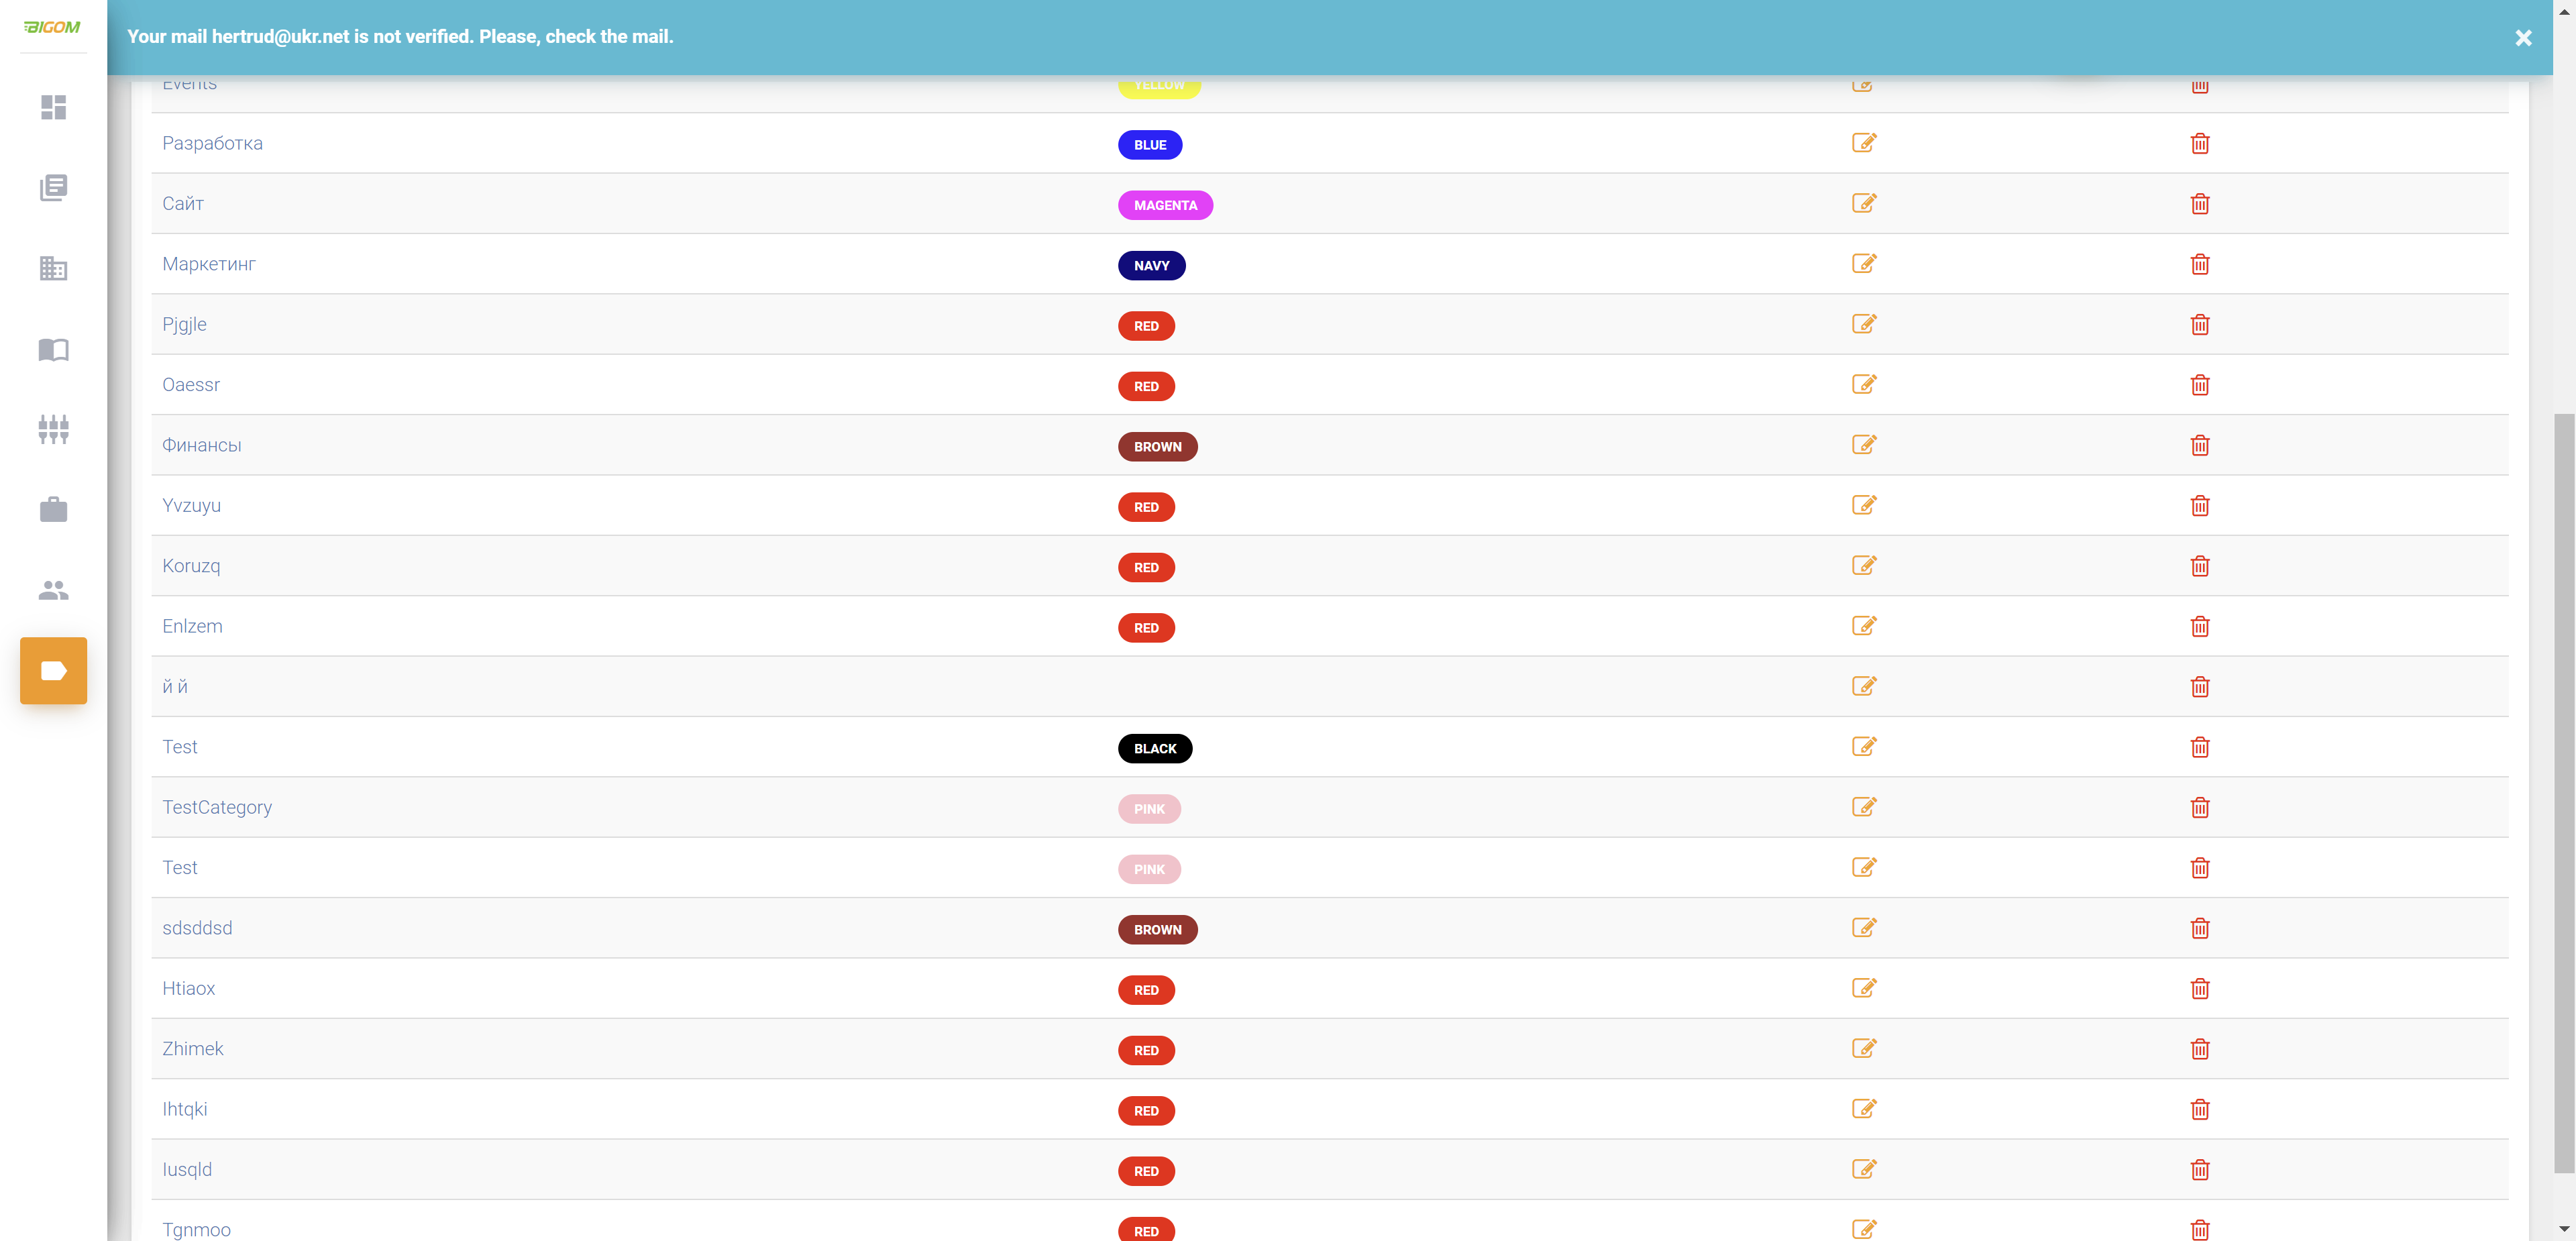 BIGOM
Your mail hertrud@ukr.net is not verified. Please, check the mail.
Events YELLOW
Разработка BLUE
Сайт MAGENTA
Маркетинг NAVY
Pjgjle RED
Oaessr RED
Финансы BROWN
Yvzuyu RED
Koruzq RED
Enlzem RED
й й
Test BLACK
TestCategory PINK
Test PINK
sdsddsd BROWN
Htiaox RED
Zhimek RED
Ihtqki RED
Iusqld RED
Tgnmoo RED